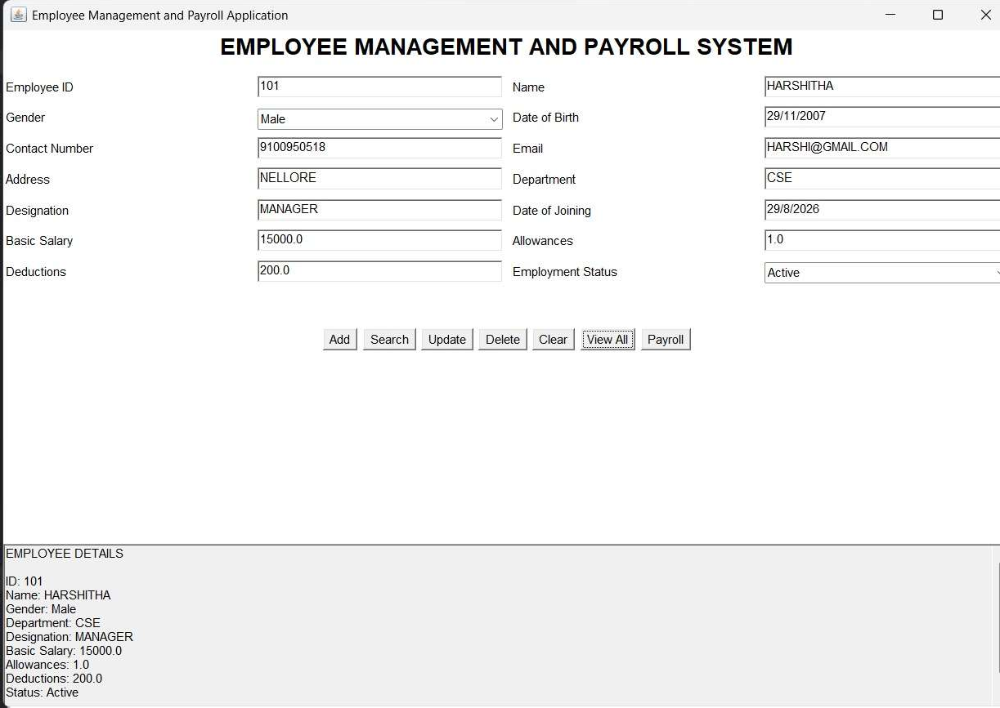 Employee Management and Payroll Application
EMPLOYEE MANAGEMENT AND PAYROLL SYSTEM
Employee ID 101 Name HARSHITHA
Gender Male Date of Birth 29/11/2007
Contact Number 9100950518 Email HARSHI@GMAIL.COM
Address NELLORE Department CSE
Designation MANAGER Date of Joining 29/8/2026
Basic Salary 15000.0 Allowances 1.0
Deductions 200.0 Employment Status Active
Add Search Update Delete Clear View All Payroll
EMPLOYEE DETAILS
ID: 101
Name: HARSHITHA
Gender: Male
Department: CSE
Designation: MANAGER
Basic Salary: 15000.0
Allowances: 1.0
Deductions: 200.0
Status: Active